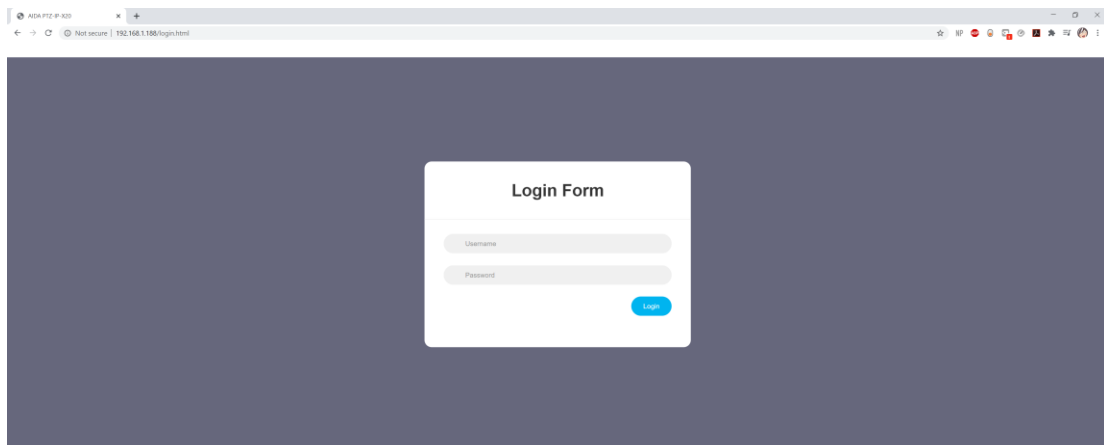 AIDA PTZ-IP-X20
Not secure | 192.168.1.188/login.html
Login Form
Username
Password
Login